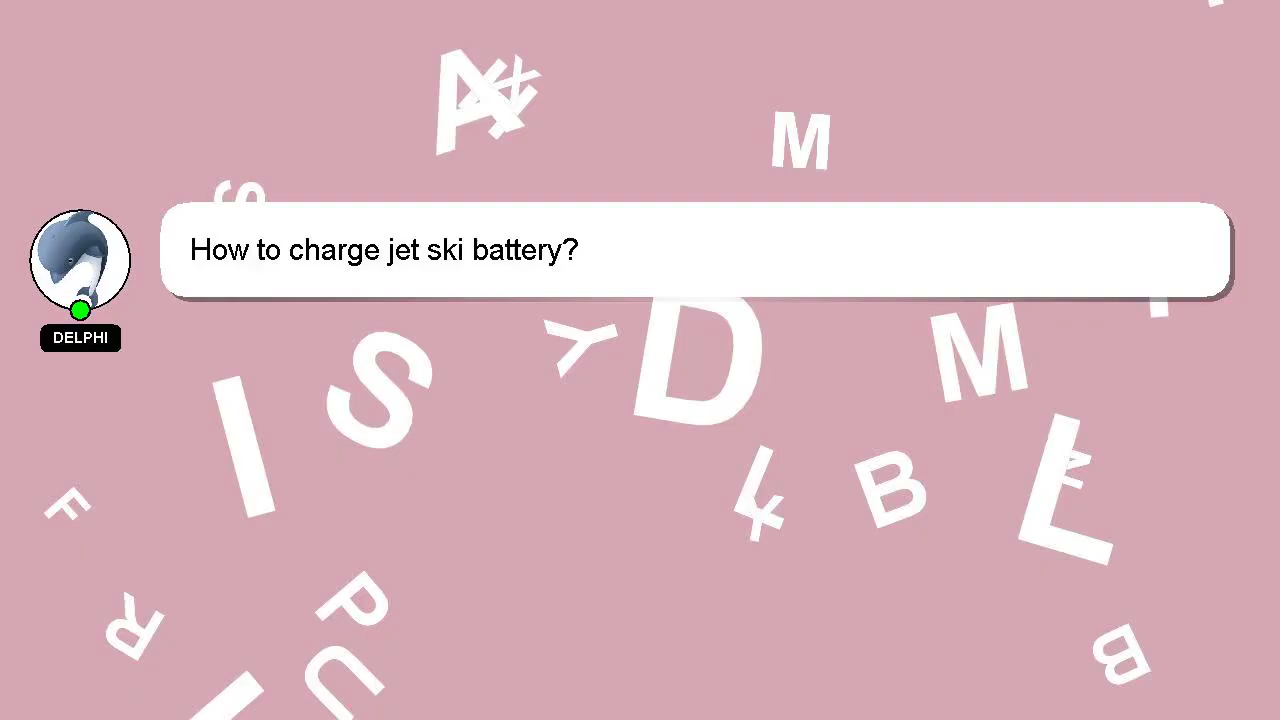 A
M
S
How to charge jet ski battery?
DELPHI
I
S
Y
D
M
L
Y
B
L
F
R
P
U
B